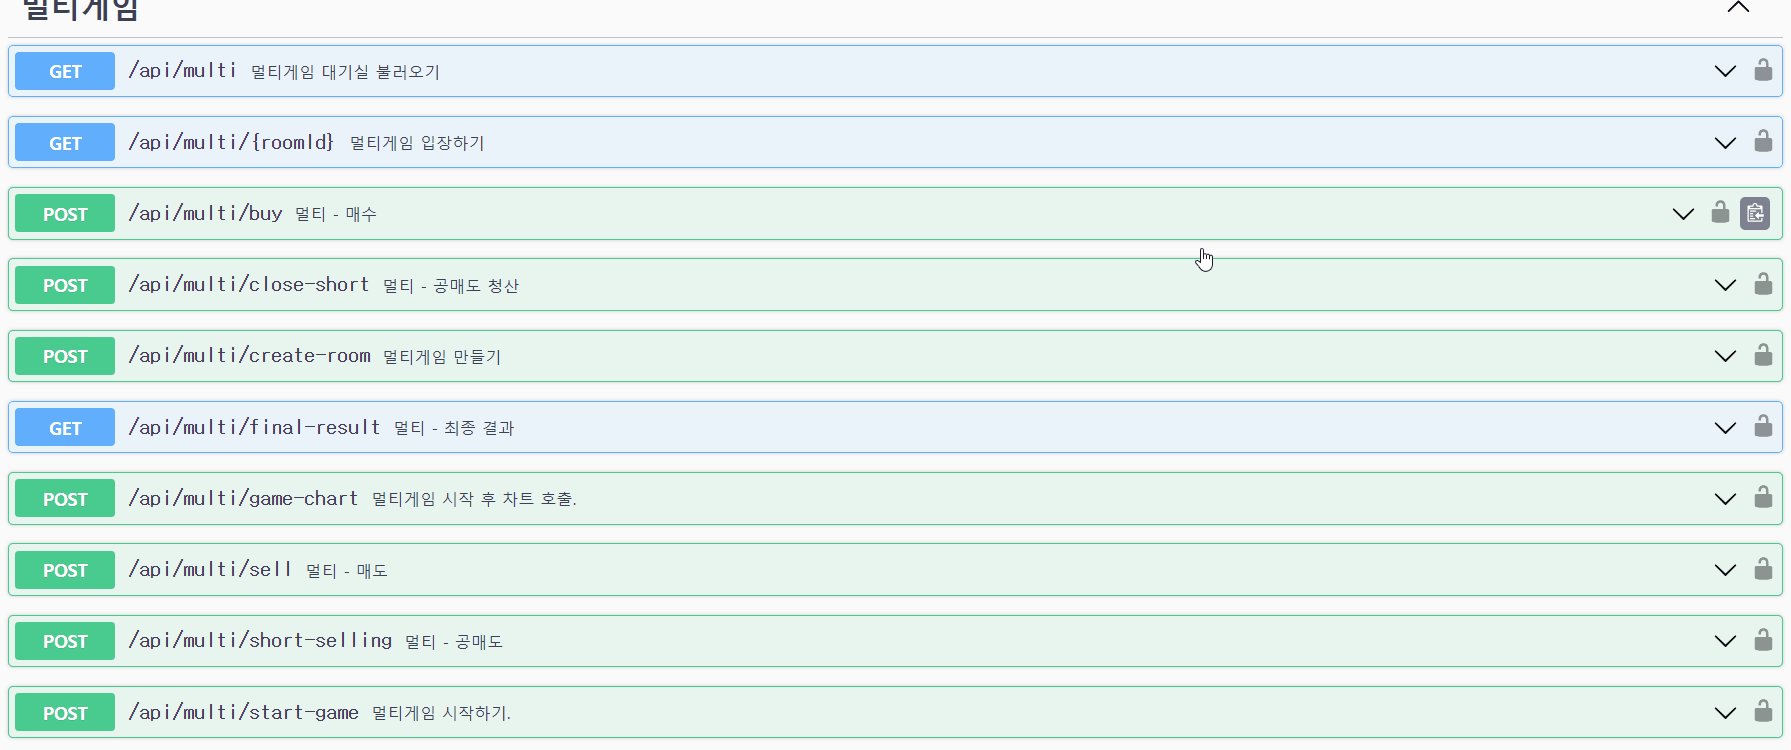 멀티게임
GET /api/multi 멀티게임 대기실 불러오기
GET /api/multi/{roomId} 멀티게임 입장하기
POST /api/multi/buy 멀티 - 매수
POST /api/multi/close-short 멀티 - 공매도 청산
POST /api/multi/create-room 멀티게임 만들기
GET /api/multi/final-result 멀티 - 최종 결과
POST /api/multi/game-chart 멀티게임 시작 후 차트 호출.
POST /api/multi/sell 멀티 - 매도
POST /api/multi/short-selling 멀티 - 공매도
POST /api/multi/start-game 멀티게임 시작하기.